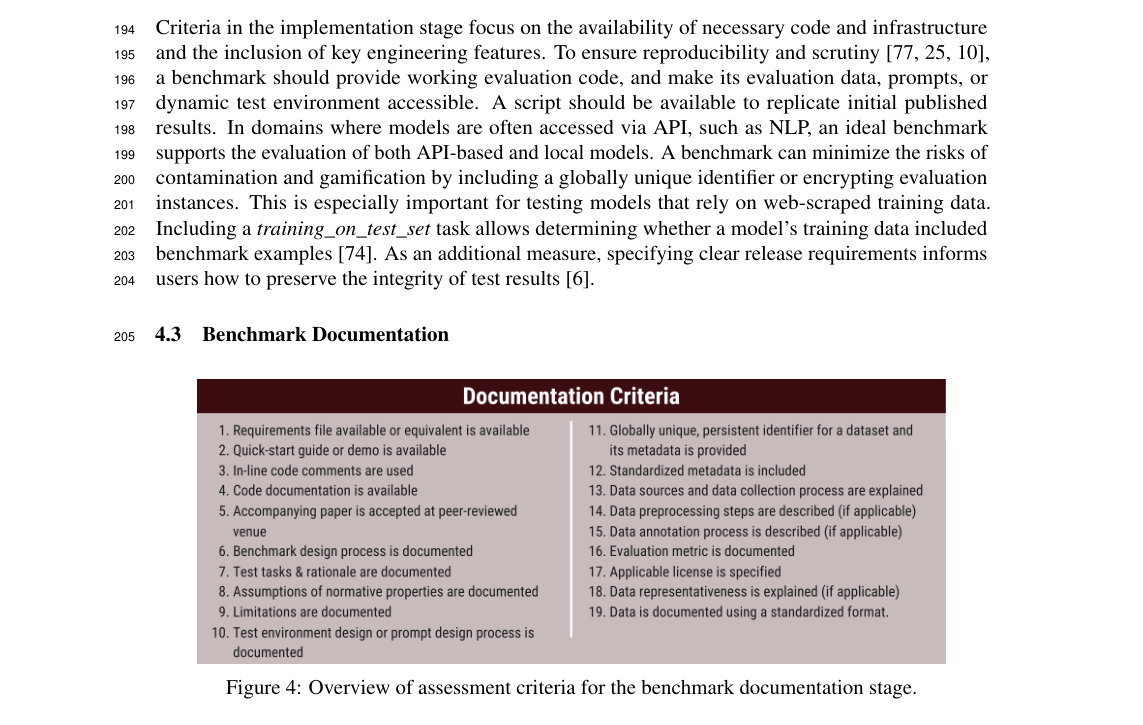 194 Criteria in the implementation stage focus on the availability of necessary code and infrastructure
195 and the inclusion of key engineering features. To ensure reproducibility and scrutiny [77, 25, 10],
196 a benchmark should provide working evaluation code, and make its evaluation data, prompts, or
197 dynamic test environment accessible. A script should be available to replicate initial published
198 results. In domains where models are often accessed via API, such as NLP, an ideal benchmark
199 supports the evaluation of both API-based and local models. A benchmark can minimize the risks of
200 contamination and gamification by including a globally unique identifier or encrypting evaluation
201 instances. This is especially important for testing models that rely on web-scraped training data.
202 Including a training_on_test_set task allows determining whether a model's training data included
203 benchmark examples [74]. As an additional measure, specifying clear release requirements informs
204 users how to preserve the integrity of test results [6].
205 4.3 Benchmark Documentation
Documentation Criteria
1. Requirements file available or equivalent is available
2. Quick-start guide or demo is available
3. In-line code comments are used
4. Code documentation is available
5. Accompanying paper is accepted at peer-reviewed
venue
6. Benchmark design process is documented
7. Test tasks & rationale are documented
8. Assumptions of normative properties are documented
9. Limitations are documented
10. Test environment design or prompt design process is
documented
11. Globally unique, persistent identifier for a dataset and
its metadata is provided
12. Standardized metadata is included
13. Data sources and data collection process are explained
14. Data preprocessing steps are described (if applicable)
15. Data annotation process is described (if applicable)
16. Evaluation metric is documented
17. Applicable license is specified
18. Data representativeness is explained (if applicable)
19. Data is documented using a standardized format.
Figure 4: Overview of assessment criteria for the benchmark documentation stage.